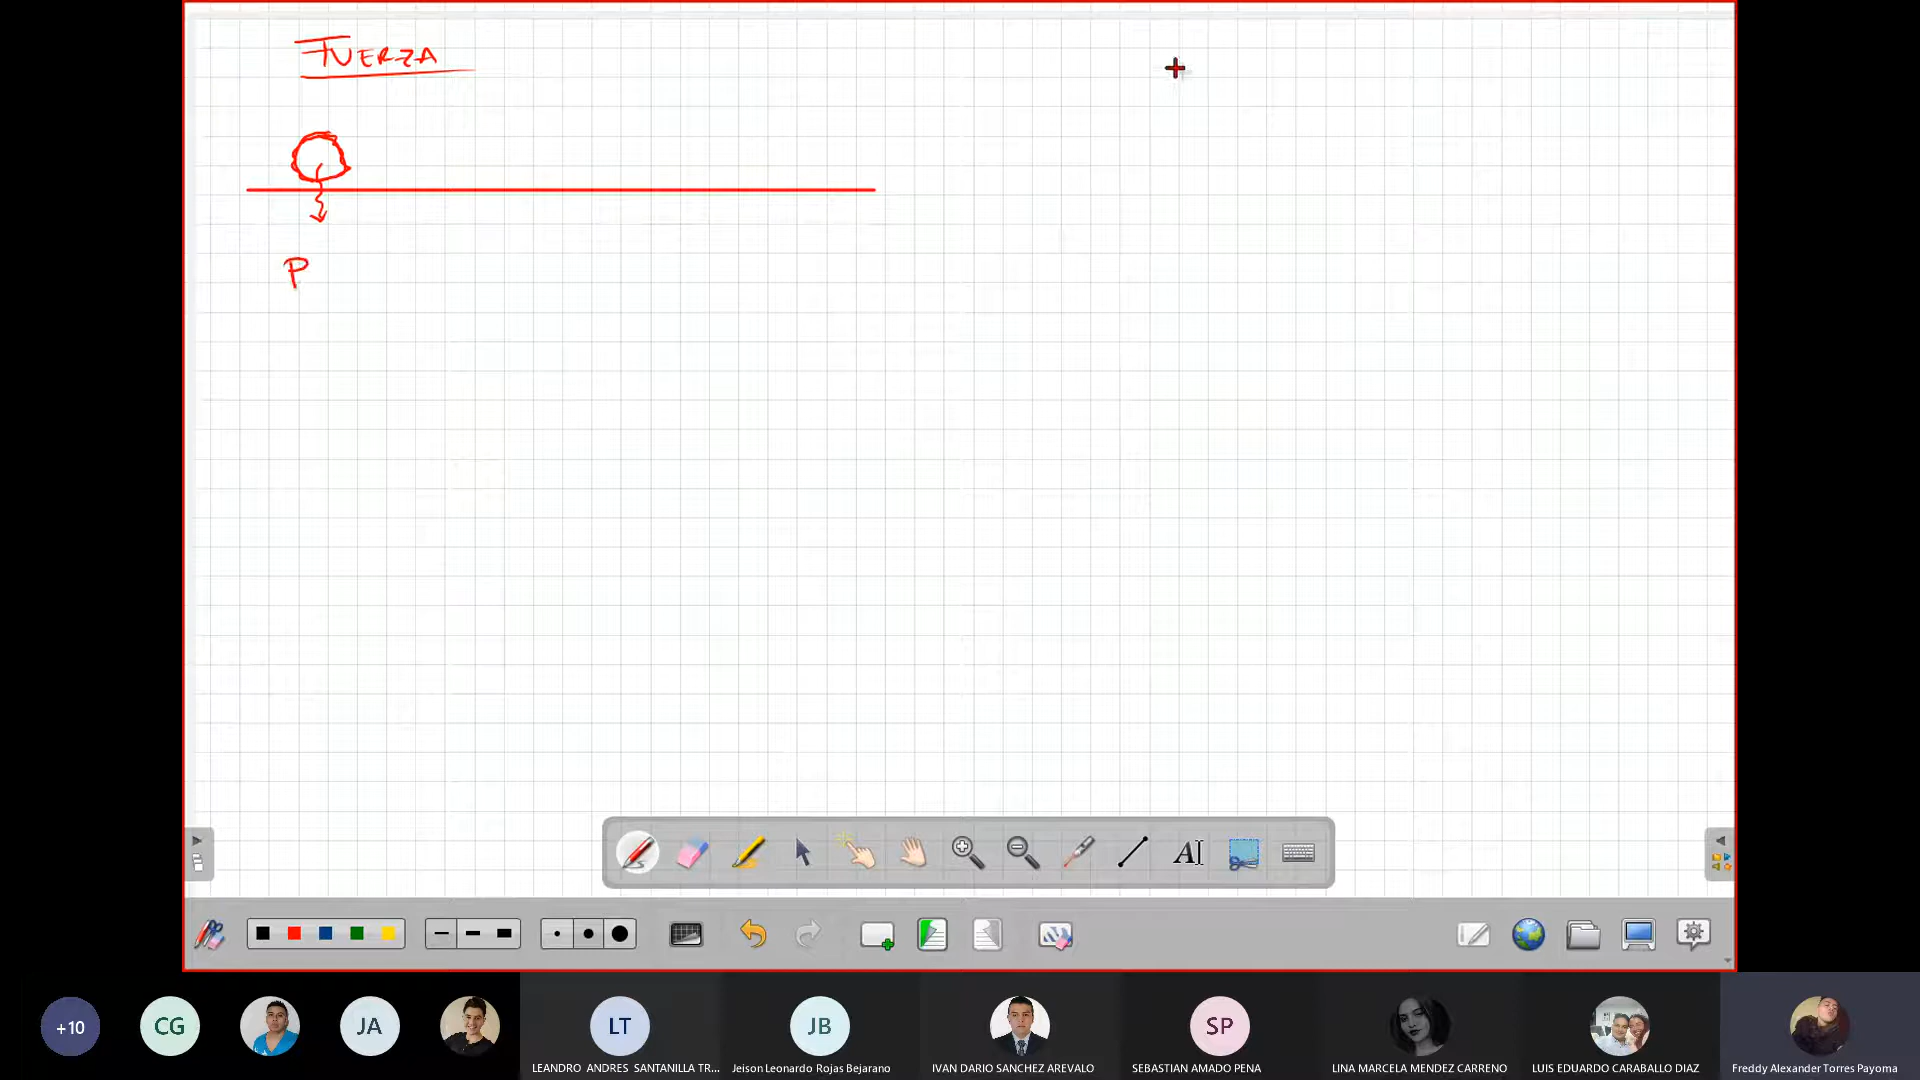 FUERZA
P
AI
+10
CG
JA
LT
JB
SP
LEANDRO ANDRES SANTANILLA TR...
Jeison Leonardo Rojas Bejarano
IVAN DARIO SANCHEZ AREVALO
SEBASTIAN AMADO PENA
LINA MARCELA MENDEZ CARRENO
LUIS EDUARDO CARABALLO DIAZ
Freddy Alexander Torres Payoma